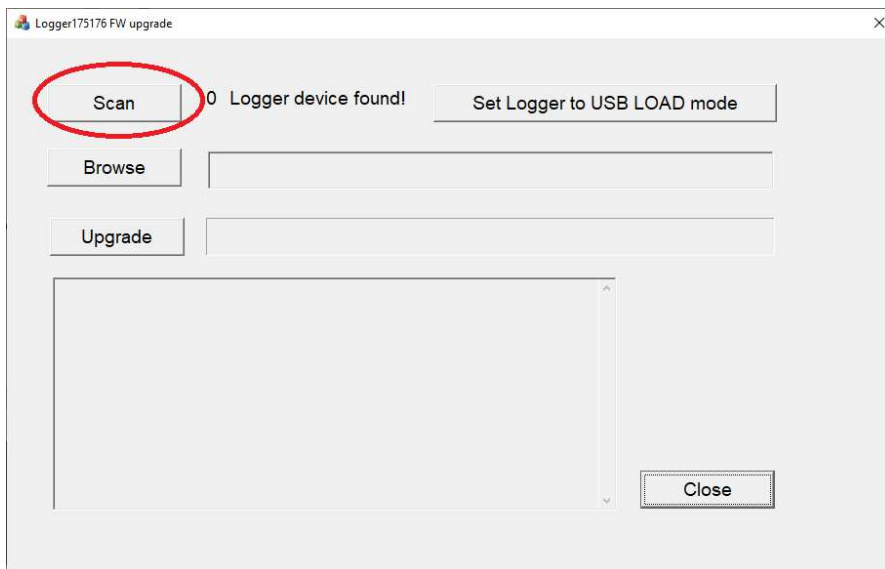 Logger175176 FW upgrade
Scan 0 Logger device found! Set Logger to USB LOAD mode
Browse
Upgrade
Close